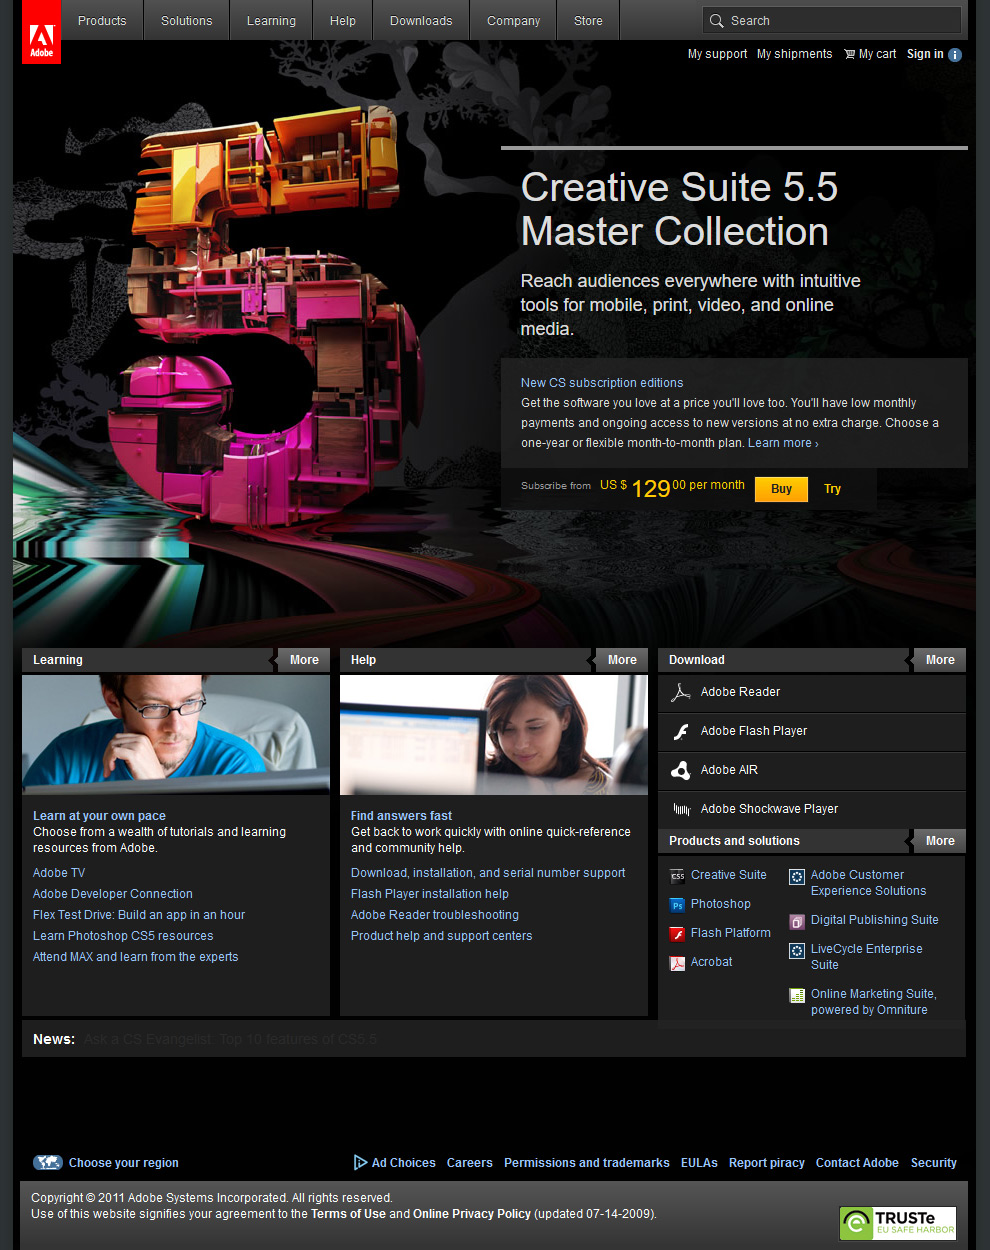 Adobe
Products
Solutions
Learning
Help
Downloads
Company
Store
Search
My support
My shipments
My cart
Sign in
Creative Suite 5.5
Master Collection
Reach audiences everywhere with intuitive
tools for mobile, print, video, and online
media.
New CS subscription editions
Get the software you love at a price you'll love too. You'll have low monthly
payments and ongoing access to new versions at no extra charge. Choose a
one-year or flexible month-to-month plan. Learn more ›
Subscribe from US $ 129 00 per month Buy Try
Learning
More
Learn at your own pace
Choose from a wealth of tutorials and learning
resources from Adobe.
Adobe TV
Adobe Developer Connection
Flex Test Drive: Build an app in an hour
Learn Photoshop CS5 resources
Attend MAX and learn from the experts
Help
More
Find answers fast
Get back to work quickly with online quick-reference
and community help.
Download, installation, and serial number support
Flash Player installation help
Adobe Reader troubleshooting
Product help and support centers
Download
More
Adobe Reader
Adobe Flash Player
Adobe AIR
Adobe Shockwave Player
Products and solutions
More
CS5 Creative Suite
Ps Photoshop
Flash Platform
Acrobat
Adobe Customer
Experience Solutions
Digital Publishing Suite
LiveCycle Enterprise
Suite
Online Marketing Suite,
powered by Omniture
News: Ask a CS Evangelist: Top 10 features of CS5.5
Choose your region
Ad Choices
Careers
Permissions and trademarks
EULAs
Report piracy
Contact Adobe
Security
Copyright © 2011 Adobe Systems Incorporated. All rights reserved.
Use of this website signifies your agreement to the Terms of Use and Online Privacy Policy (updated 07-14-2009).
TRUSTe
EU SAFE HARBOR